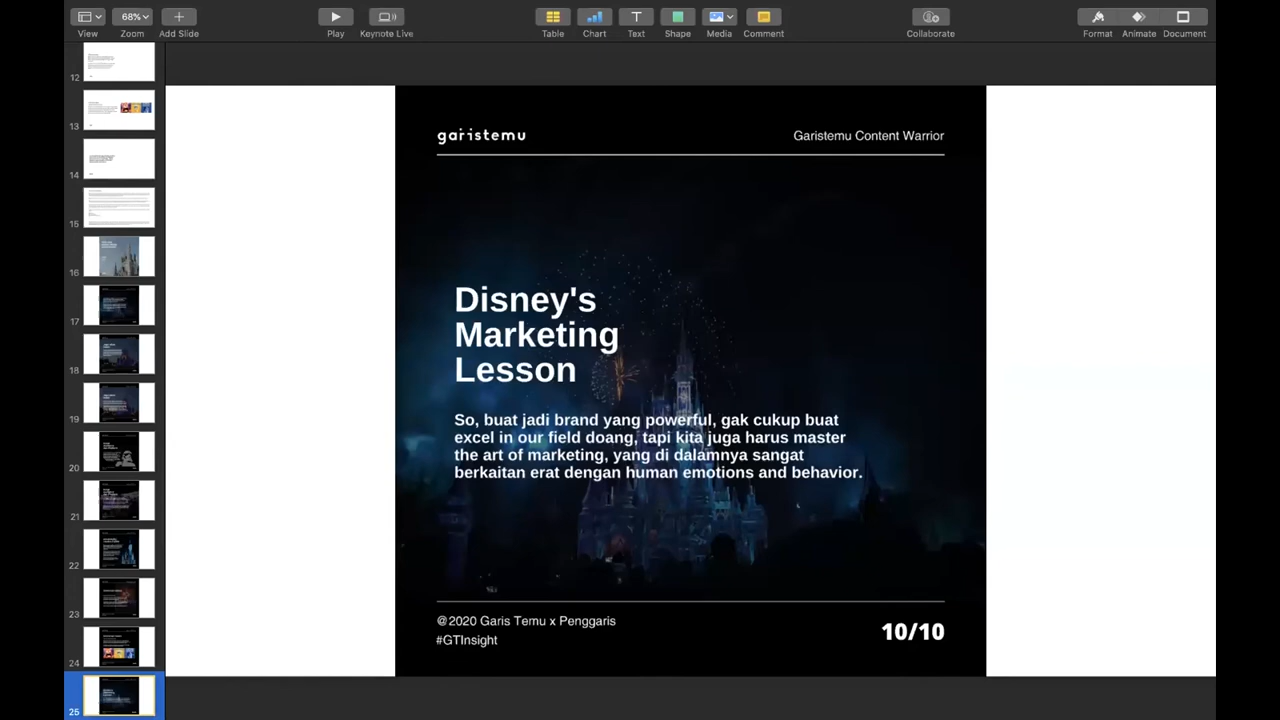 68%
View
Zoom
Add Slide
Play
Keynote Live
Table
Chart
Text
Shape
Media
Comment
Collaborate
Format
Animate
Document
12
13
14
15
16
17
18
19
20
21
22
23
24
25
garistemu
Garistemu Content Warrior
Disney's
Marketing
Lesson
So, buat jadi brand yang powerful, gak cukup buat
excel in our field doang, tapi kita juga harus master
the art of marketing, yang di dalamnya sangat
berkaitan erat dengan human emotions and behavior.
@2020 Garis Temu x Penggaris
#GTInsight
10/10